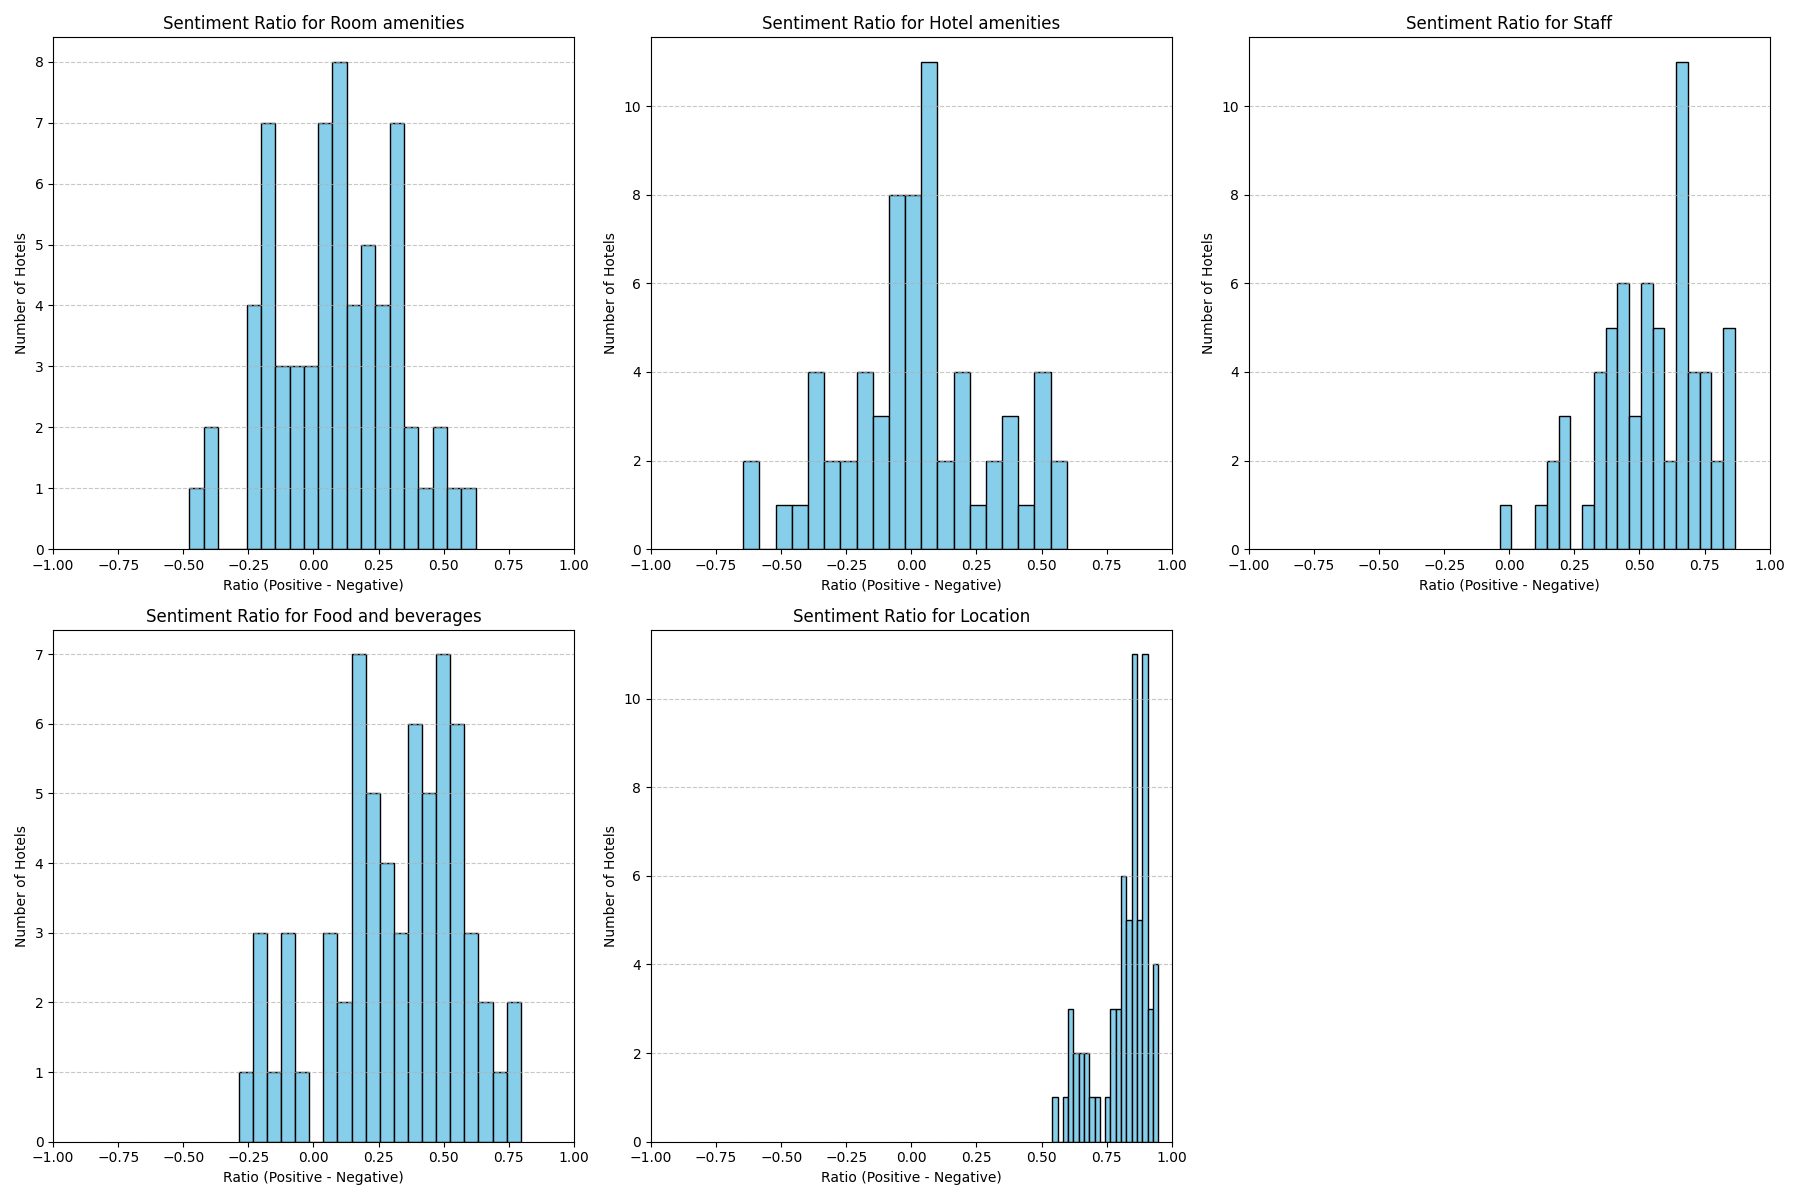 Sentiment Ratio for Room amenities
8
7
6
5
4
3
2
1
0
Number of Hotels
−1.00 −0.75 −0.50 −0.25 0.00 0.25 0.50 0.75 1.00
Ratio (Positive - Negative)
Sentiment Ratio for Hotel amenities
10
8
6
4
2
0
Number of Hotels
−1.00 −0.75 −0.50 −0.25 0.00 0.25 0.50 0.75 1.00
Ratio (Positive - Negative)
Sentiment Ratio for Staff
10
8
6
4
2
0
Number of Hotels
−1.00 −0.75 −0.50 −0.25 0.00 0.25 0.50 0.75 1.00
Ratio (Positive - Negative)
Sentiment Ratio for Food and beverages
7
6
5
4
3
2
1
0
Number of Hotels
−1.00 −0.75 −0.50 −0.25 0.00 0.25 0.50 0.75 1.00
Ratio (Positive - Negative)
Sentiment Ratio for Location
10
8
6
4
2
0
Number of Hotels
−1.00 −0.75 −0.50 −0.25 0.00 0.25 0.50 0.75 1.00
Ratio (Positive - Negative)